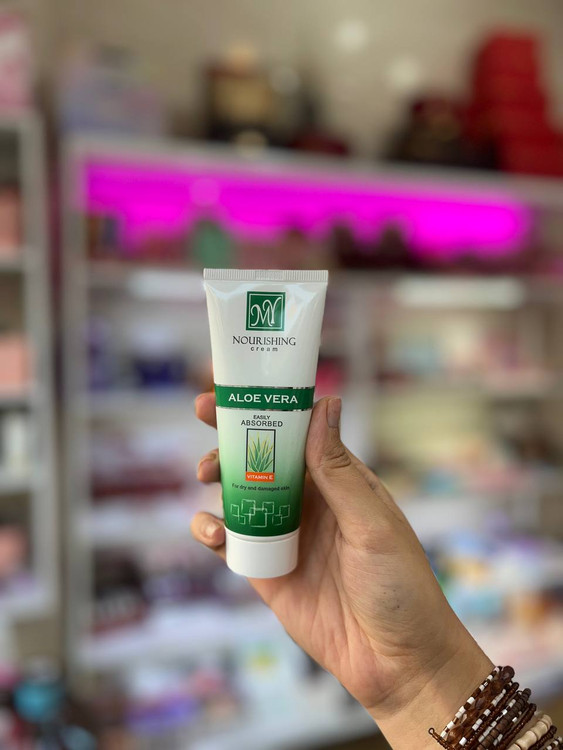 MY
NOURISHING
cream
ALOE VERA
EASILY
ABSORBED
VITAMIN E
For dry and damaged skin